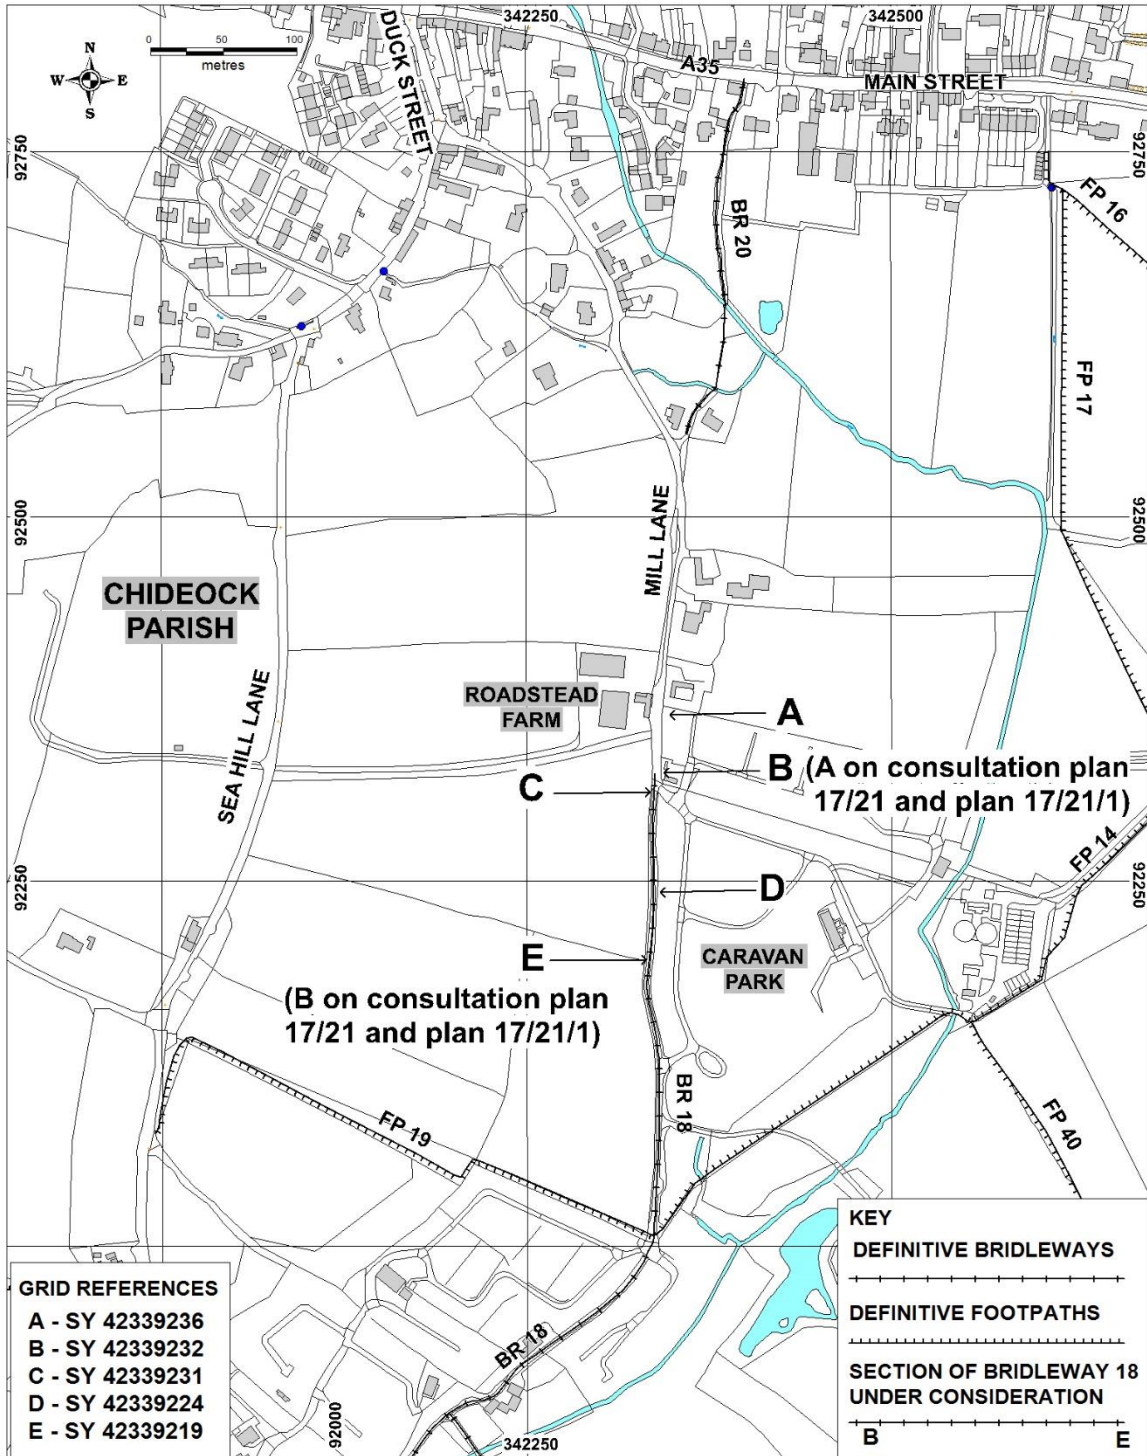 342250
342500
N
W E
S
0 50 100
metres
DUCK STREET
A35
MAIN STREET
92750
92750
BR 20
FP 16
FP 17
92500
92500
MILL LANE
CHIDEOCK
PARISH
SEA HILL LANE
ROADSTEAD
FARM
A
B (A on consultation plan
17/21 and plan 17/21/1)
C
FP 14
92250
92250
D
E
CARAVAN
PARK
(B on consultation plan
17/21 and plan 17/21/1)
BR 18
FP 19
FP 40
BR 18
92000
342250
GRID REFERENCES
A - SY 42339236
B - SY 42339232
C - SY 42339231
D - SY 42339224
E - SY 42339219
KEY
DEFINITIVE BRIDLEWAYS
DEFINITIVE FOOTPATHS
SECTION OF BRIDLEWAY 18
UNDER CONSIDERATION
B E